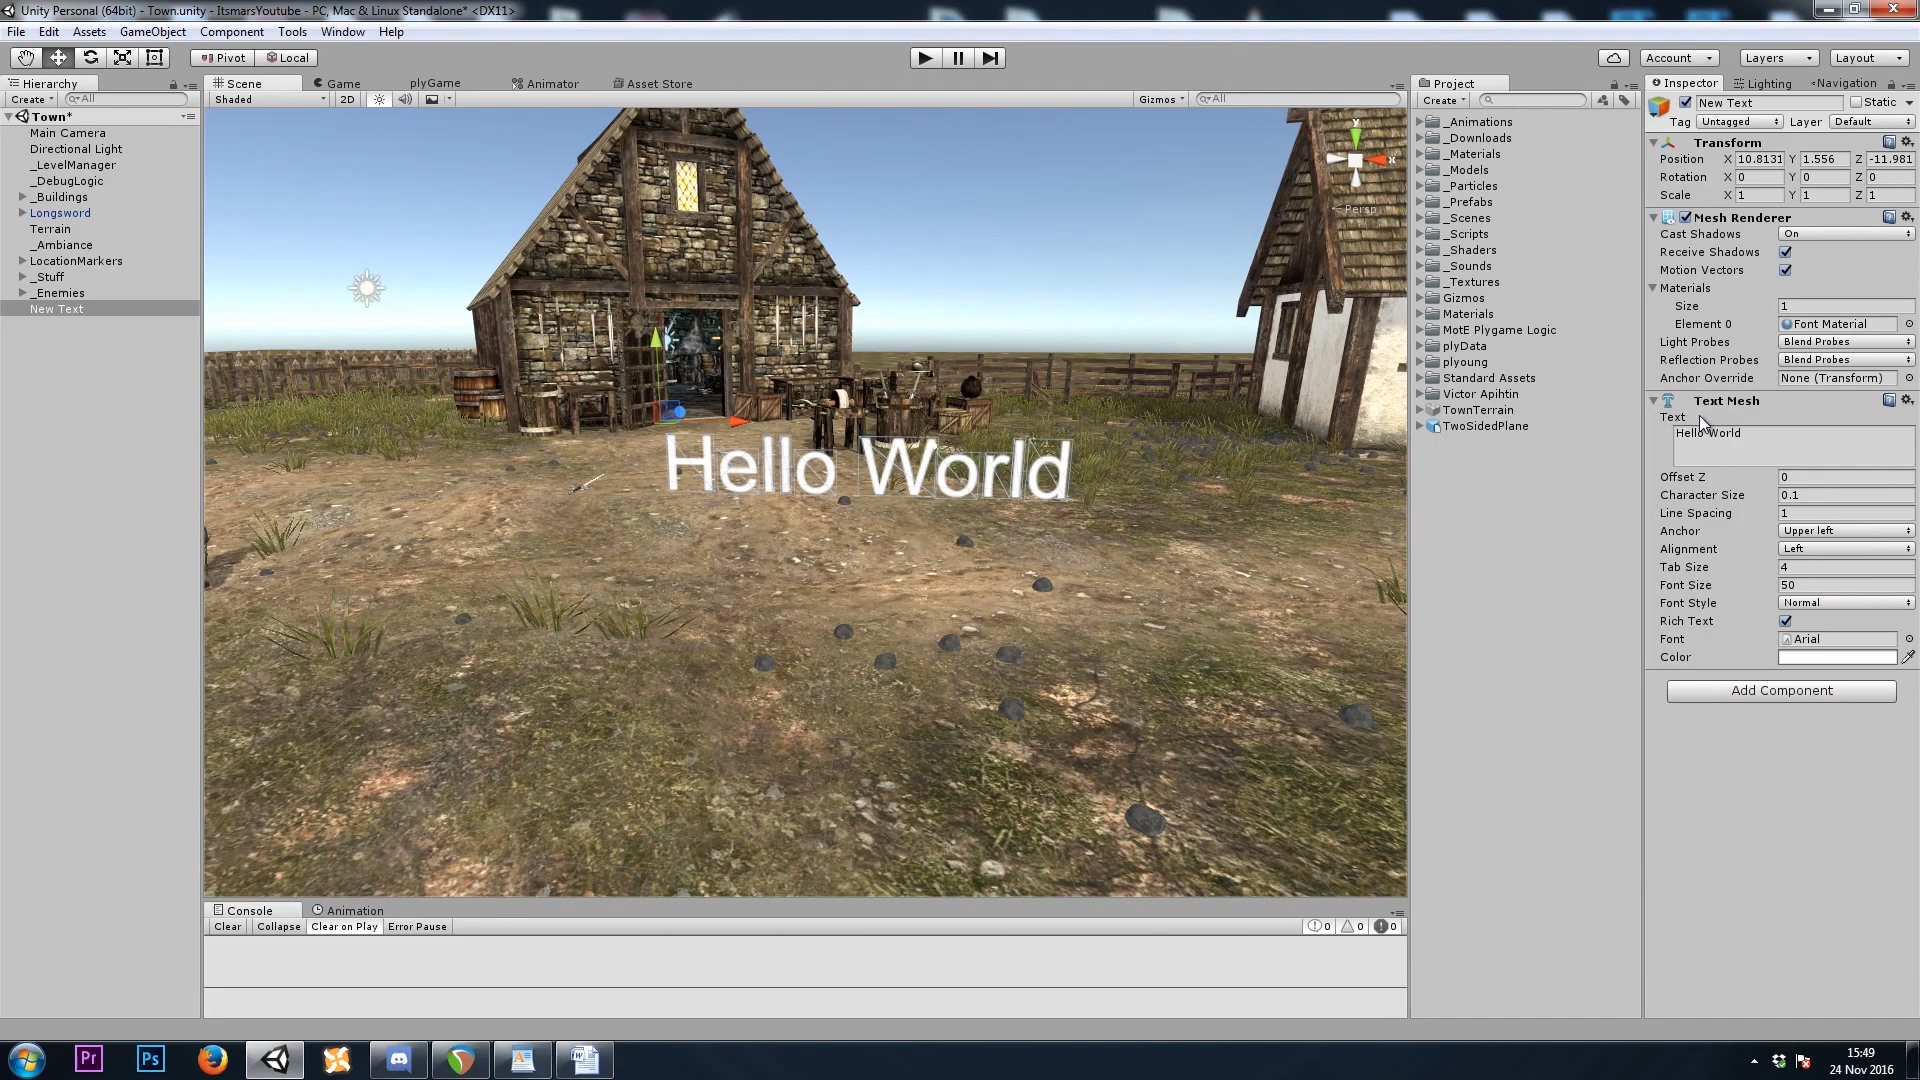 Unity Personal (64bit) - Town.unity - ItsmarsYoutube - PC, Mac & Linux Standalone* <DX11>
File Edit Assets GameObject Component Tools Window Help
Pivot Local Account Layers Layout
Hierarchy
Create All
Town*
Main Camera
Directional Light
_LevelManager
_DebugLogic
_Buildings
Longsword
Terrain
_Ambiance
LocationMarkers
_Stuff
_Enemies
New Text
Scene Game plyGame Animator Asset Store
Shaded 2D Gizmos All
y
x
Persp
Hello World
Console Animation
Clear Collapse Clear on Play Error Pause 0 0 0
Project
Create
_Animations
_Downloads
_Materials
_Models
_Particles
_Prefabs
_Scenes
_Scripts
_Shaders
_Sounds
_Textures
Gizmos
Materials
MotE Plygame Logic
plyData
plyoung
Standard Assets
Victor Apihtin
TownTerrain
TwoSidedPlane
Inspector Lighting Navigation
New Text Static
Tag Untagged Layer Default
Transform
Position X 10.8131 Y 1.556 Z -11.981
Rotation X 0 Y 0 Z 0
Scale X 1 Y 1 Z 1
Mesh Renderer
Cast Shadows On
Receive Shadows
Motion Vectors
Materials
Size 1
Element 0 Font Material
Light Probes Blend Probes
Reflection Probes Blend Probes
Anchor Override None (Transform)
Text Mesh
Text
Hello World
Offset Z 0
Character Size 0.1
Line Spacing 1
Anchor Upper left
Alignment Left
Tab Size 4
Font Size 50
Font Style Normal
Rich Text
Font Arial
Color
Add Component
Pr Ps
15:49
24 Nov 2016